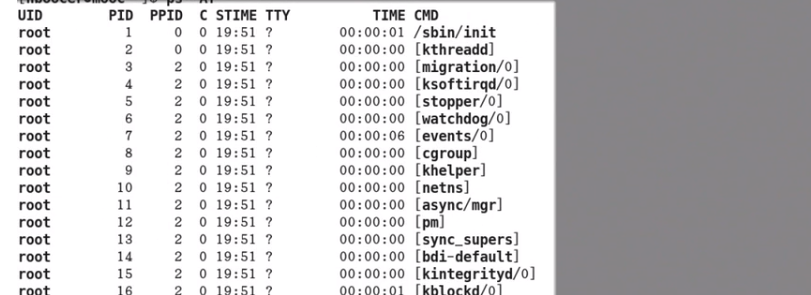 UID PID PPID C STIME TTY TIME CMD
root 1 0 0 19:51 ? 00:00:01 /sbin/init
root 2 0 0 19:51 ? 00:00:00 [kthreadd]
root 3 2 0 19:51 ? 00:00:00 [migration/0]
root 4 2 0 19:51 ? 00:00:00 [ksoftirqd/0]
root 5 2 0 19:51 ? 00:00:00 [stopper/0]
root 6 2 0 19:51 ? 00:00:00 [watchdog/0]
root 7 2 0 19:51 ? 00:00:06 [events/0]
root 8 2 0 19:51 ? 00:00:00 [cgroup]
root 9 2 0 19:51 ? 00:00:00 [khelper]
root 10 2 0 19:51 ? 00:00:00 [netns]
root 11 2 0 19:51 ? 00:00:00 [async/mgr]
root 12 2 0 19:51 ? 00:00:00 [pm]
root 13 2 0 19:51 ? 00:00:00 [sync_supers]
root 14 2 0 19:51 ? 00:00:00 [bdi-default]
root 15 2 0 19:51 ? 00:00:00 [kintegrityd/0]
root 16 2 0 19:51 ? 00:00:01 [kblockd/0]